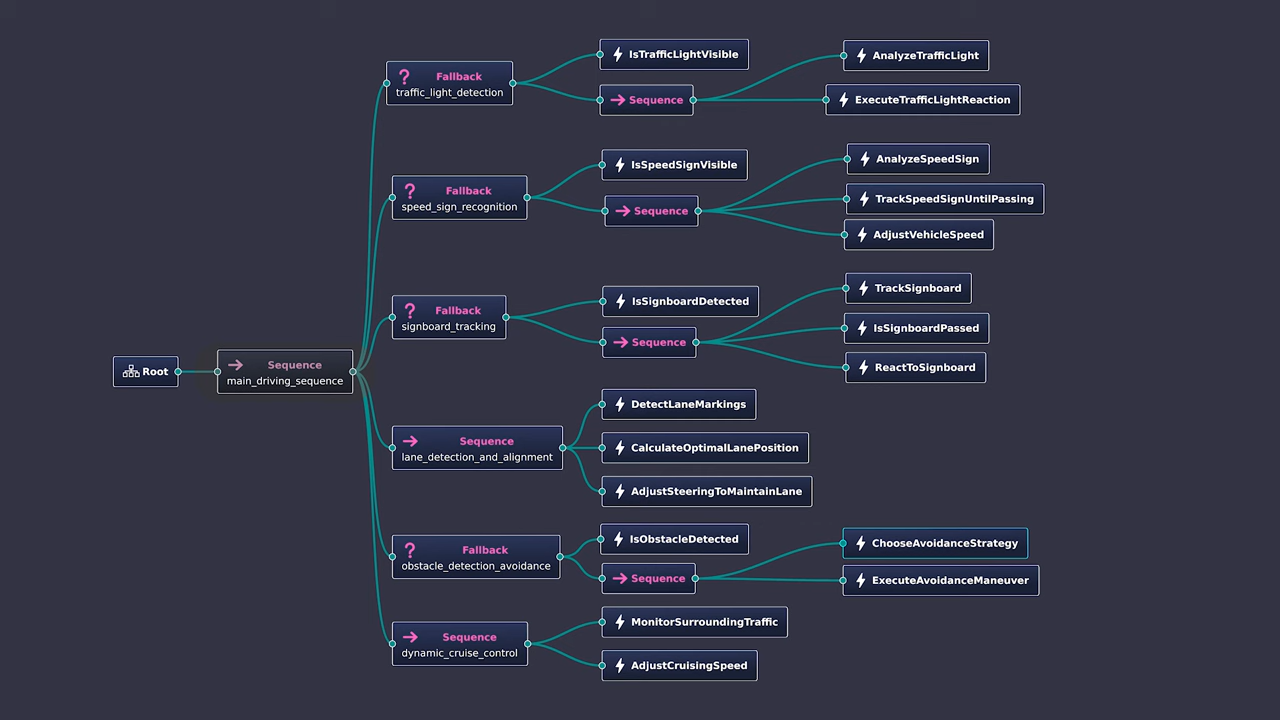 Root
Sequence
main_driving_sequence
Fallback
traffic_light_detection
IsTrafficLightVisible
Sequence
AnalyzeTrafficLight
ExecuteTrafficLightReaction
Fallback
speed_sign_recognition
IsSpeedSignVisible
Sequence
AnalyzeSpeedSign
TrackSpeedSignUntilPassing
AdjustVehicleSpeed
Fallback
signboard_tracking
IsSignboardDetected
Sequence
TrackSignboard
IsSignboardPassed
ReactToSignboard
Sequence
lane_detection_and_alignment
DetectLaneMarkings
CalculateOptimalLanePosition
AdjustSteeringToMaintainLane
Fallback
obstacle_detection_avoidance
IsObstacleDetected
Sequence
ChooseAvoidanceStrategy
ExecuteAvoidanceManeuver
Sequence
dynamic_cruise_control
MonitorSurroundingTraffic
AdjustCruisingSpeed